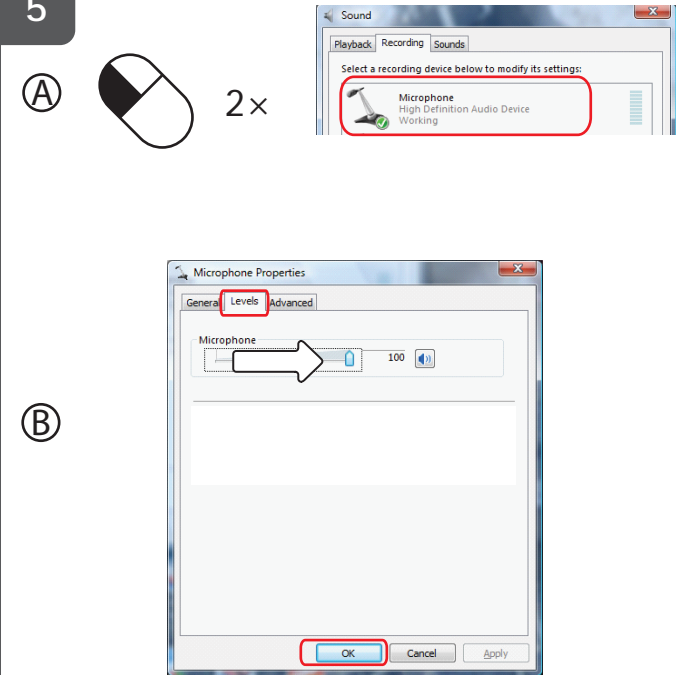 5
Sound
Playback Recording Sounds
Select a recording device below to modify its settings:
A
2×
Microphone
High Definition Audio Device
Working
Microphone Properties
General Levels Advanced
Microphone
100
B
OK Cancel Apply